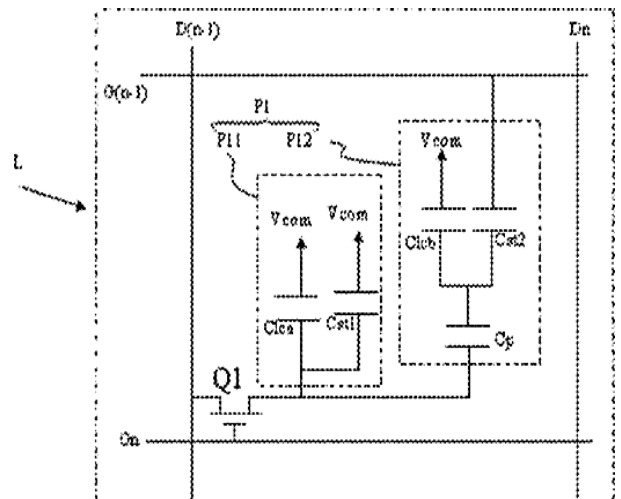 D(n-1) Dn
G(n-1)
P1
P11 P12
L
Vcom
Vcom Vcom
Clcb Cst2
Clca Cst1
Cp
Q1
Gn